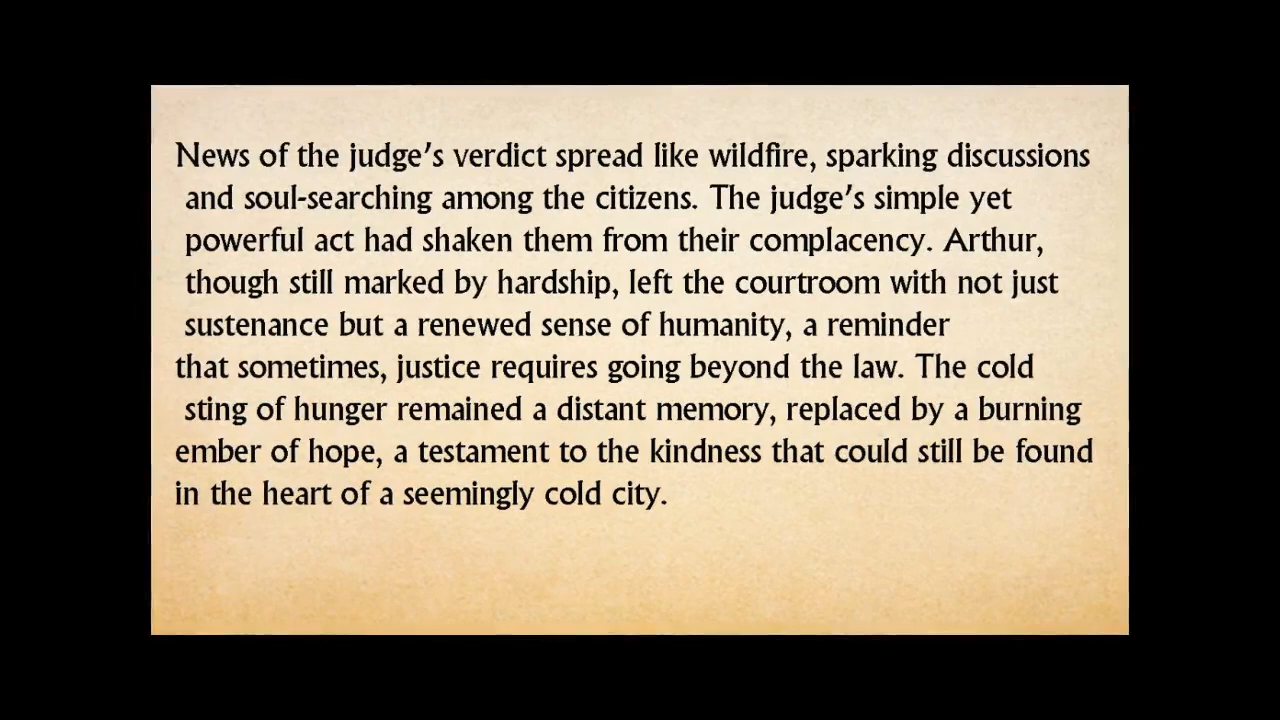 News of the judge's verdict spread like wildfire, sparking discussions
and soul-searching among the citizens. The judge's simple yet
powerful act had shaken them from their complacency. Arthur,
though still marked by hardship, left the courtroom with not just
sustenance but a renewed sense of humanity, a reminder
that sometimes, justice requires going beyond the law. The cold
sting of hunger remained a distant memory, replaced by a burning
ember of hope, a testament to the kindness that could still be found
in the heart of a seemingly cold city.